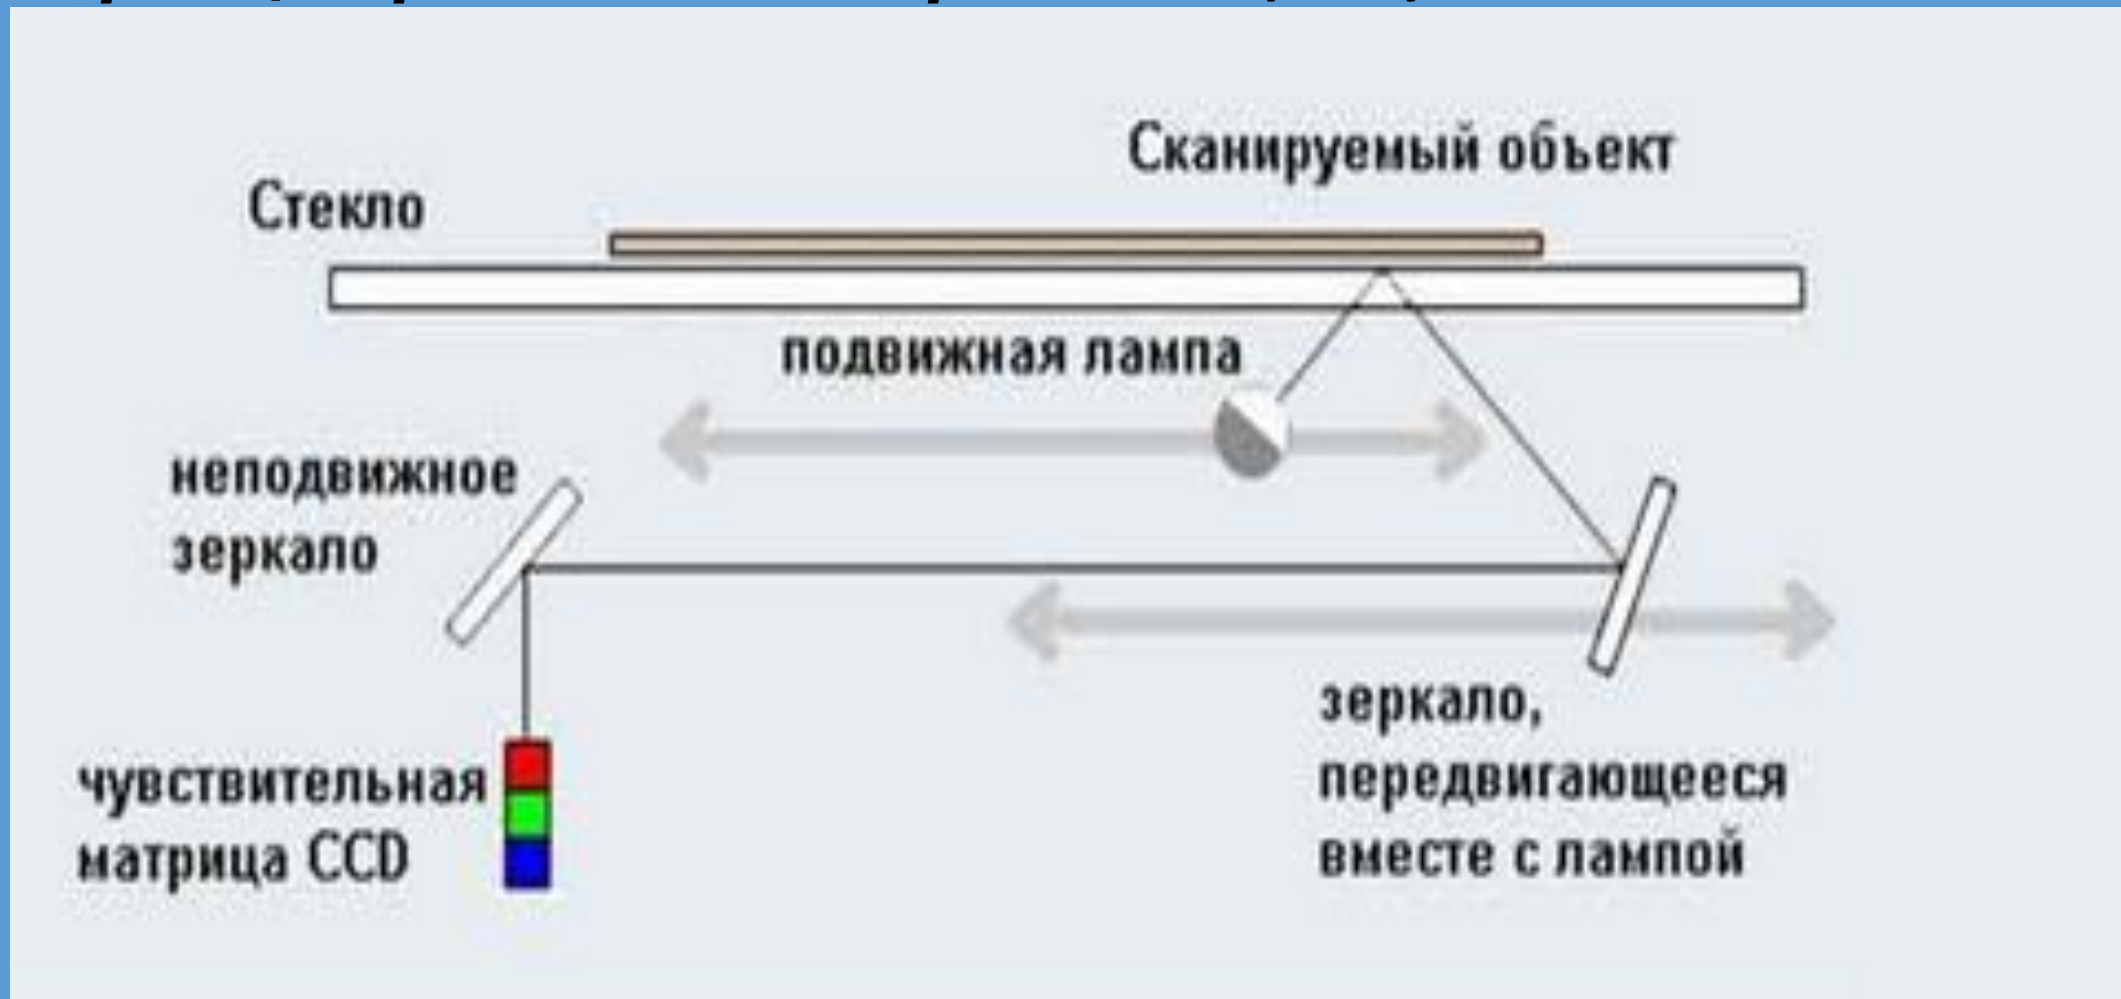 Сканируемый объект
Стекло
подвижная лампа
неподвижное
зеркало
зеркало,
передвигающееся
вместе с лампой
чувствительная
матрица CCD